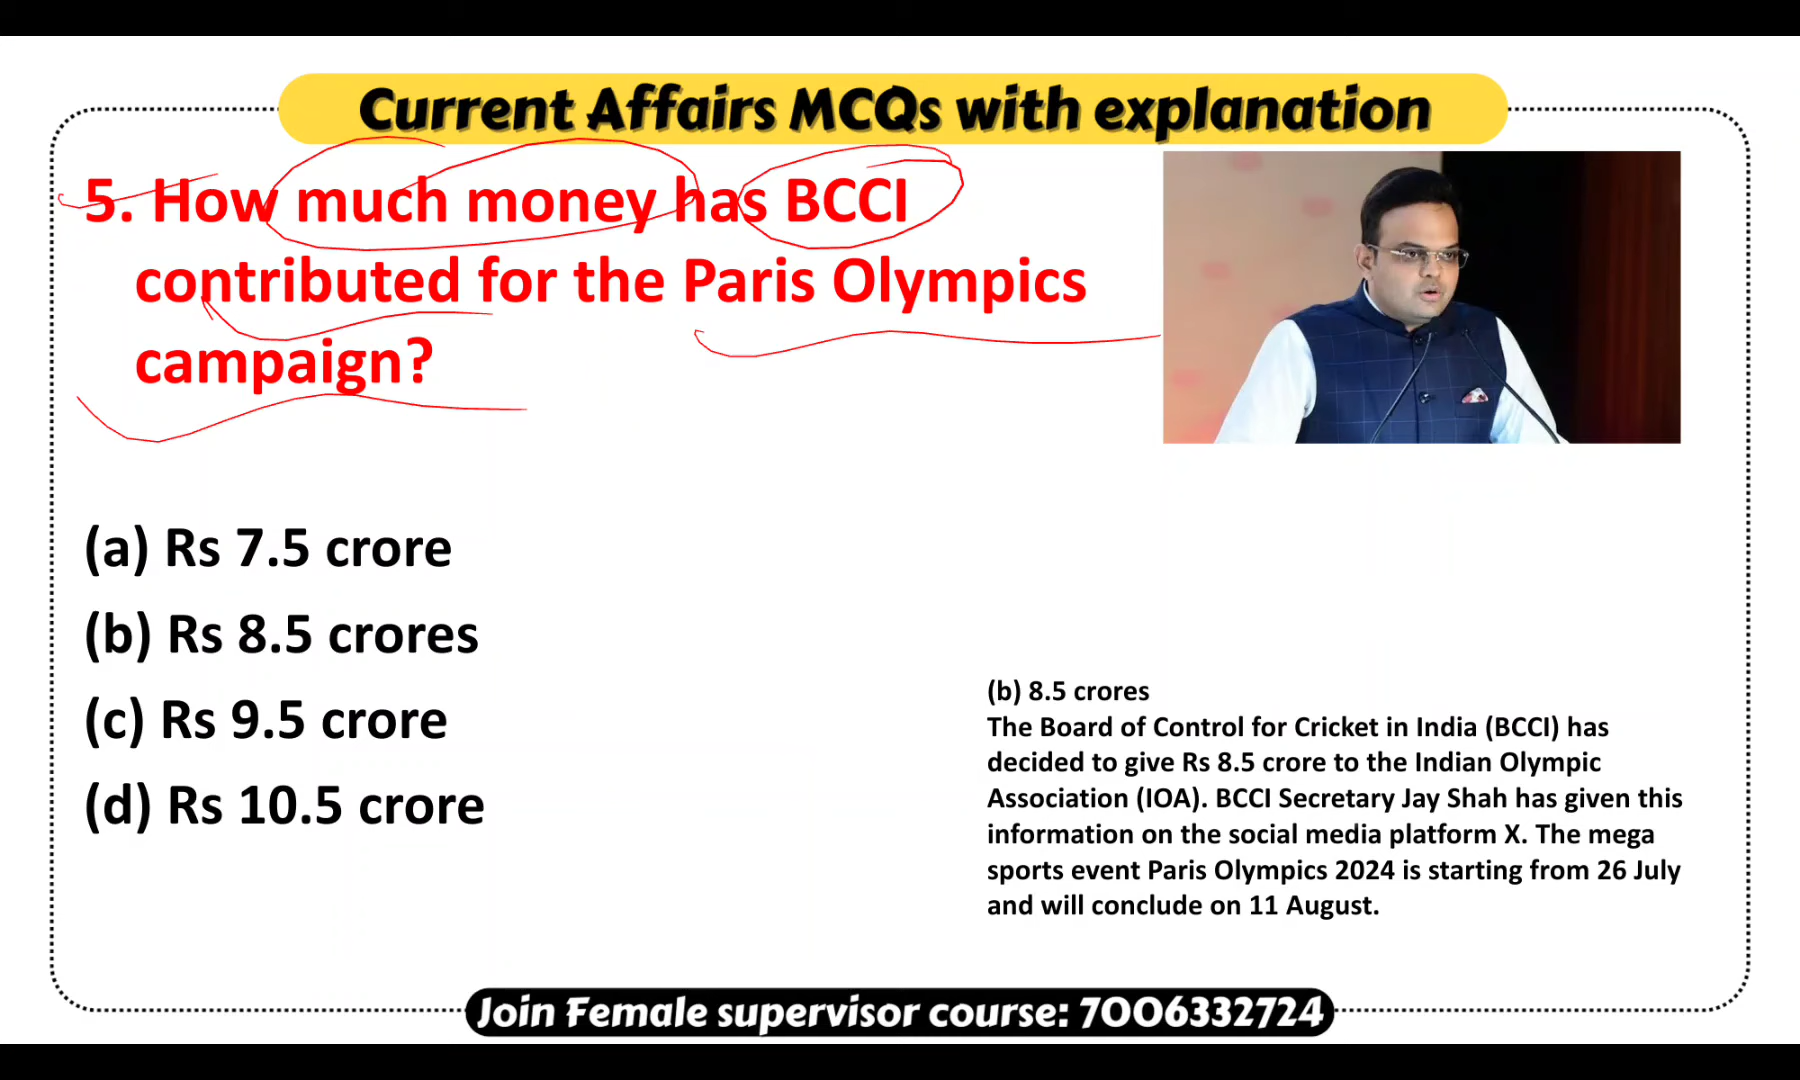 Current Affairs MCQs with explanation
5. How much money has BCCI
contributed for the Paris Olympics
campaign?
(a) Rs 7.5 crore
(b) Rs 8.5 crores
(c) Rs 9.5 crore
(d) Rs 10.5 crore
(b) 8.5 crores
The Board of Control for Cricket in India (BCCI) has
decided to give Rs 8.5 crore to the Indian Olympic
Association (IOA). BCCI Secretary Jay Shah has given this
information on the social media platform X. The mega
sports event Paris Olympics 2024 is starting from 26 July
and will conclude on 11 August.
Join Female supervisor course: 7006332724